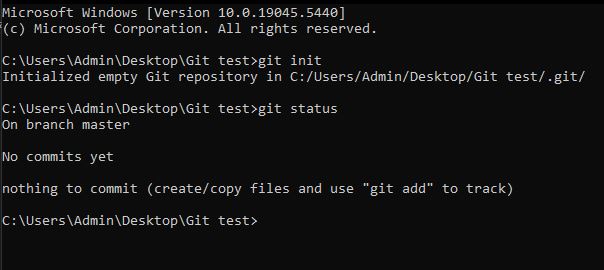 Microsoft Windows [Version 10.0.19045.5440]
(c) Microsoft Corporation. All rights reserved.
C:\Users\Admin\Desktop\Git test>git init
Initialized empty Git repository in C:/Users/Admin/Desktop/Git test/.git/
C:\Users\Admin\Desktop\Git test>git status
On branch master
No commits yet
nothing to commit (create/copy files and use "git add" to track)
C:\Users\Admin\Desktop\Git test>